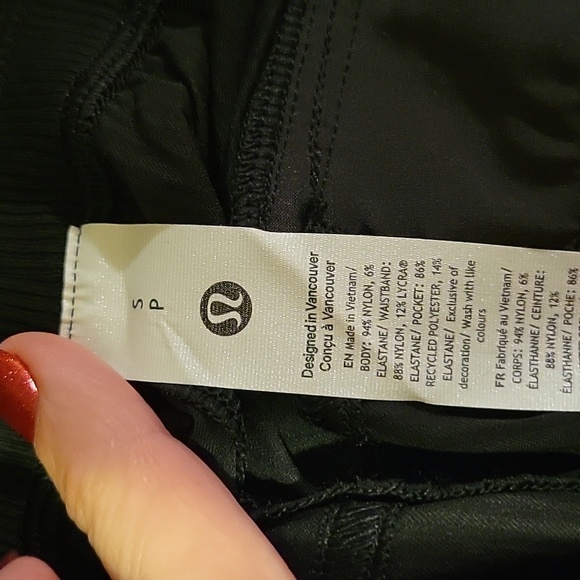 S
P
Designed in Vancouver
Conçu à Vancouver
EN Made in Vietnam/
BODY: 94% NYLON, 6%
ELASTANE/ WAISTBAND:
88% NYLON, 12% LYCRA®
ELASTANE/ POCKET: 86%
RECYCLED POLYESTER, 14%
ELASTANE/ Exclusive of
decoration/ Wash with like
colours
FR Fabriqué au Vietnam/
CORPS: 94% NYLON, 6%
ÉLASTHANNE/ CEINTURE:
88% NYLON, 12%
ÉLASTHANNE/ POCHE: 86%